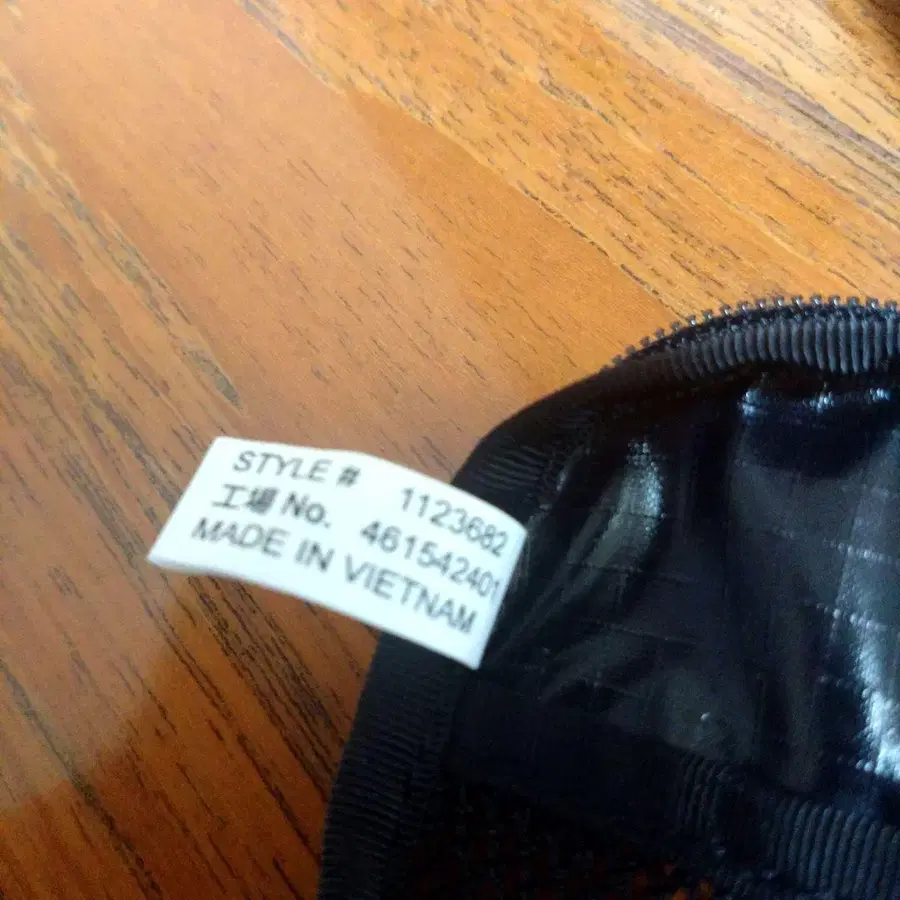 STYLE # 1123682
工場 No. 461542401
MADE IN VIETNAM